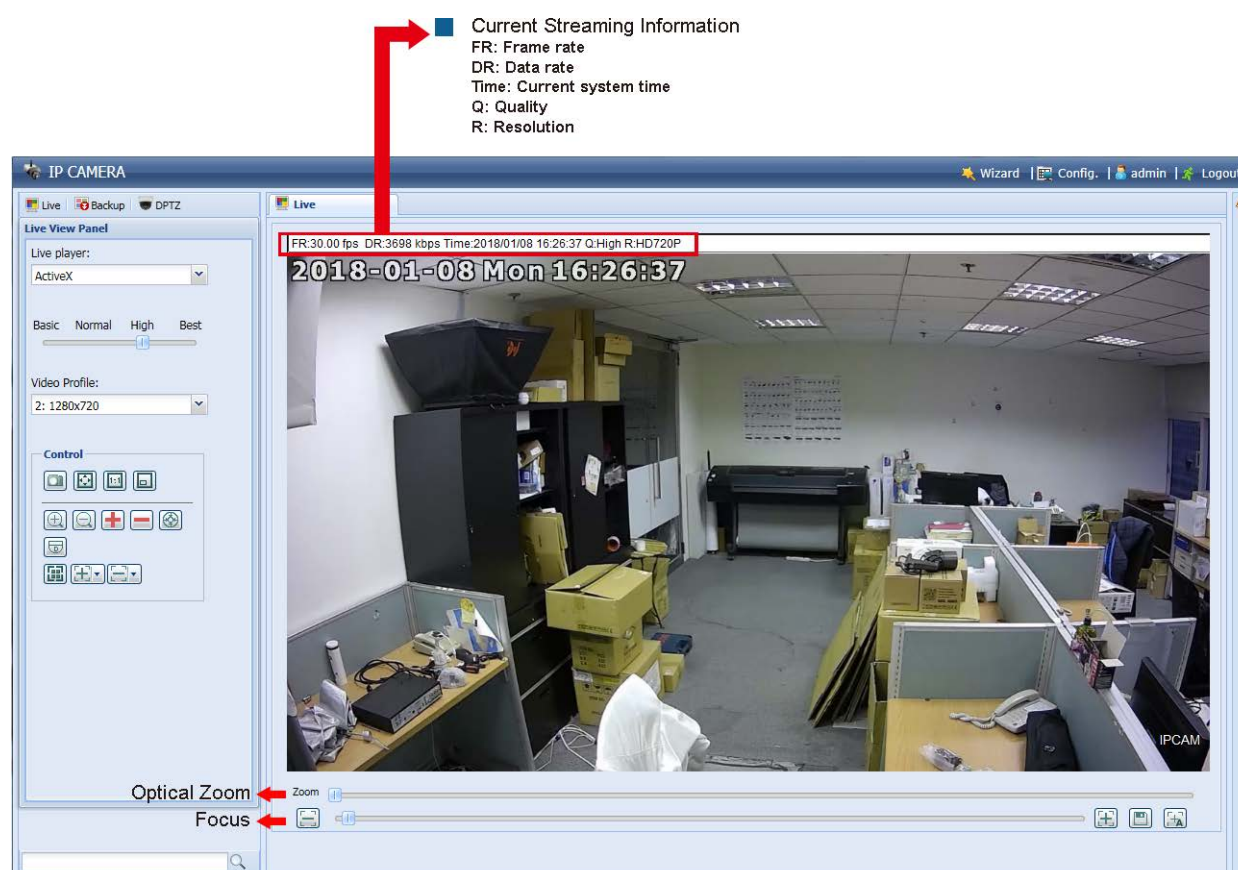 Current Streaming Information
FR: Frame rate
DR: Data rate
Time: Current system time
Q: Quality
R: Resolution
IP CAMERA
Wizard | Config. | admin | Logout
Live Backup DPTZ
Live
Live View Panel
Live player:
ActiveX
Basic Normal High Best
Video Profile:
2: 1280x720
Control
1:1
FR:30.00 fps DR:3698 kbps Time:2018/01/08 16:26:37 Q:High R:HD720P
2018-01-08 Mon 16:26:37
IPCAM
Optical Zoom
Zoom
Focus
A